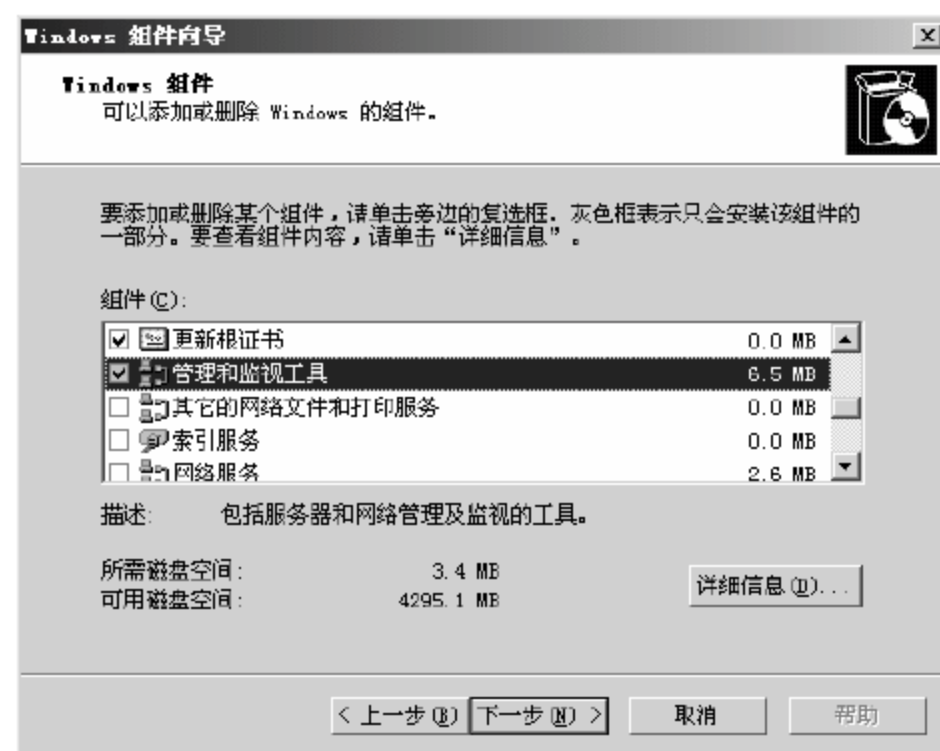 Windows 组件向导
Windows 组件
可以添加或删除 Windows 的组件。
要添加或删除某个组件，请单击旁边的复选框。灰色框表示只会安装该组件的
一部分。要查看组件内容，请单击“详细信息”。
组件(C):
更新根证书 0.0 MB
管理和监视工具 6.5 MB
其它的网络文件和打印服务 0.0 MB
索引服务 0.0 MB
网络服务 2.6 MB
描述: 包括服务器和网络管理及监视的工具。
所需磁盘空间: 3.4 MB
可用磁盘空间: 4295.1 MB
详细信息(D)...
< 上一步(B) 下一步(N) > 取消 帮助